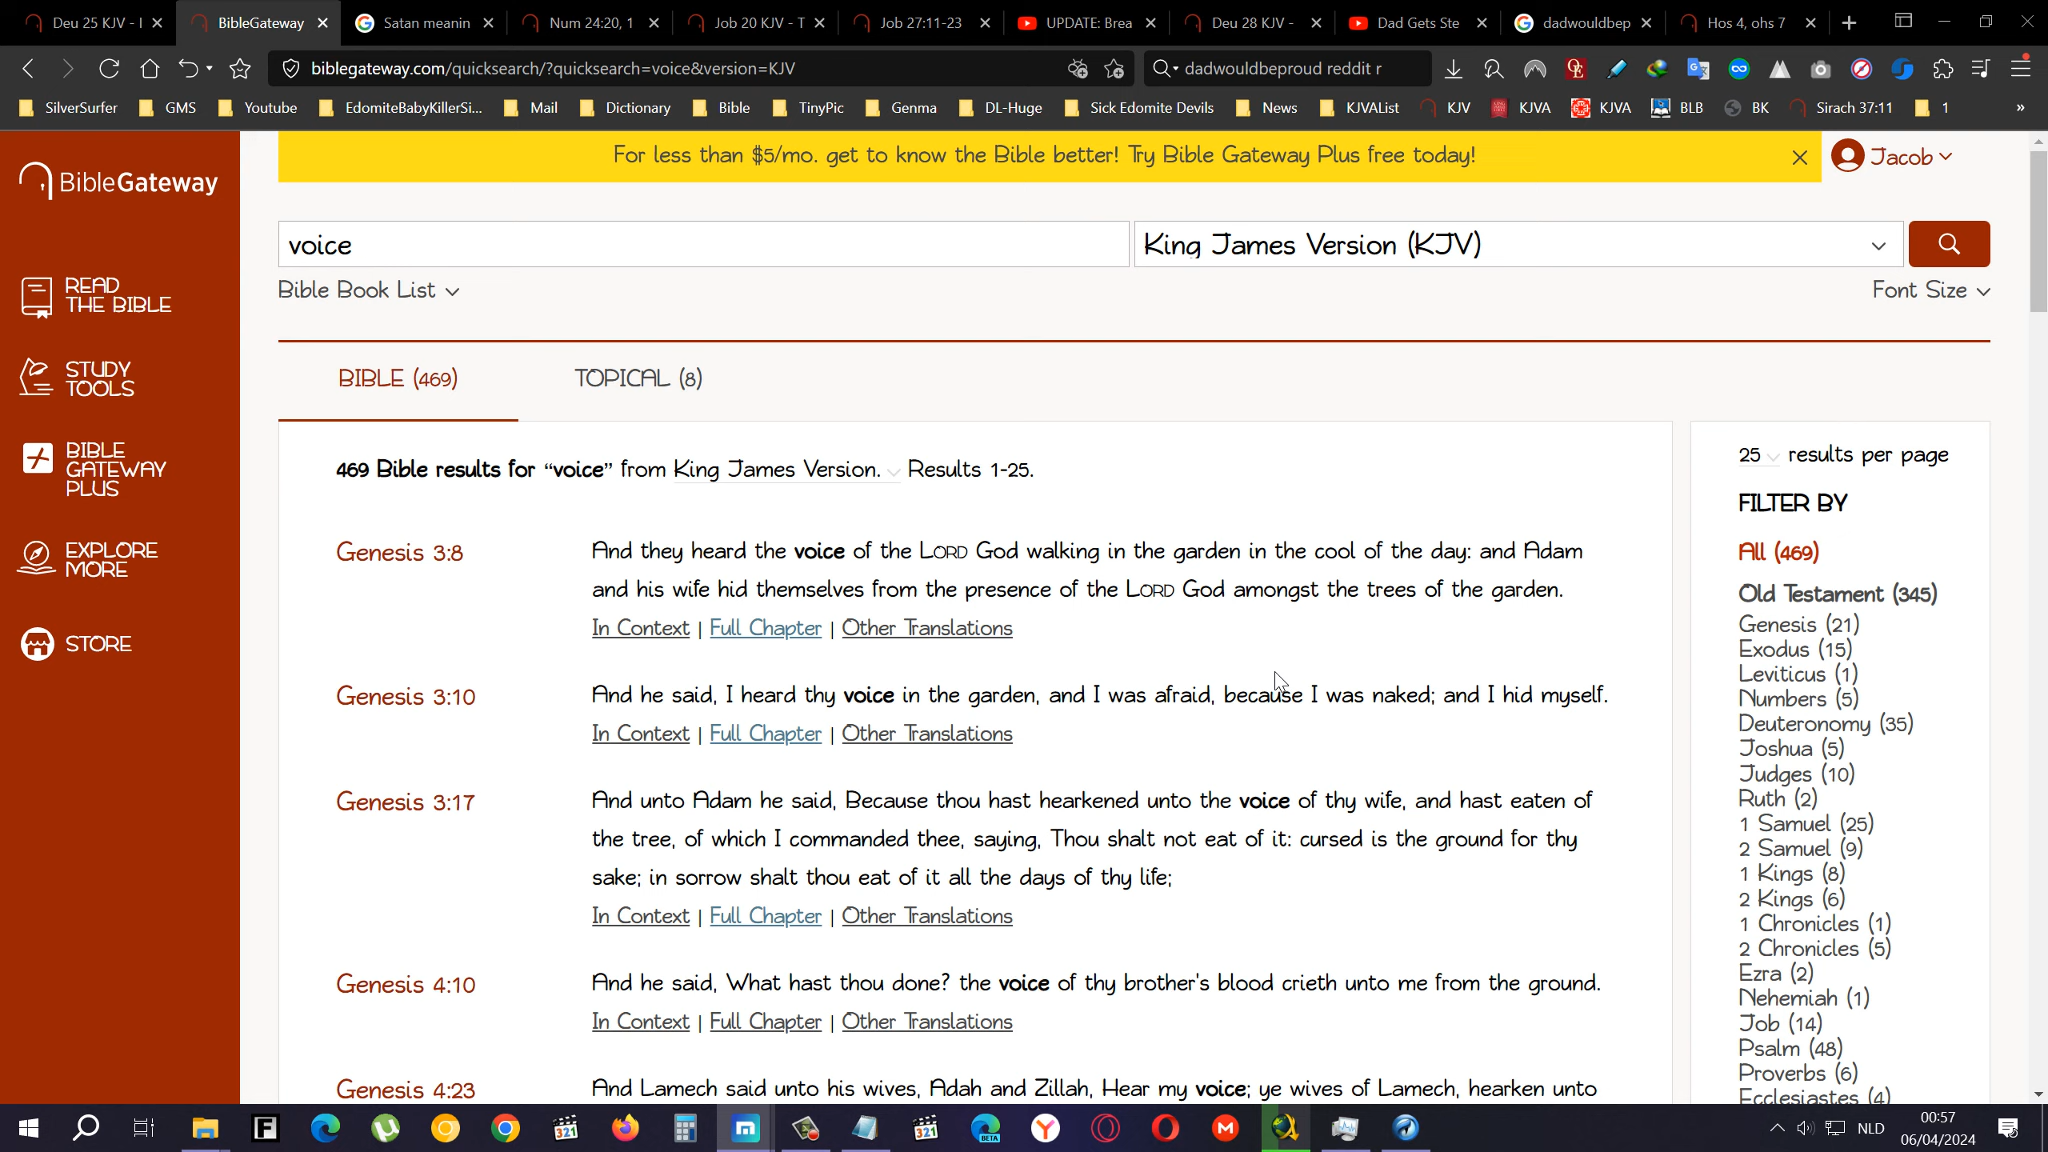 Deu 25 KJV - I
BibleGateway
Satan meanin
Num 24:20, 1
Job 20 KJV - T
Job 27:11-23
UPDATE: Brea
Deu 28 KJV -
Dad Gets Ste
dadwouldbep
Hos 4, ohs 7
biblegateway.com/quicksearch/?quicksearch=voice&version=KJV
dadwouldbeproud reddit r
SilverSurfer
GMS
Youtube
EdomiteBabyKillerSi...
Mail
Dictionary
Bible
TinyPic
Genma
DL-Huge
Sick Edomite Devils
News
KJVAList
KJV
KJVA
KJVA
BLB
BK
Sirach 37:11
1
»
For less than $5/mo. get to know the Bible better! Try Bible Gateway Plus free today!
Jacob
BibleGateway
READ
THE BIBLE
STUDY
TOOLS
BIBLE
GATEWAY
PLUS
EXPLORE
MORE
STORE
voice
King James Version (KJV)
Bible Book List
Font Size
BIBLE (469)
TOPICAL (8)
469 Bible results for “voice” from King James Version. Results 1-25.
Genesis 3:8
And they heard the voice of the LORD God walking in the garden in the cool of the day: and Adam
and his wife hid themselves from the presence of the LORD God amongst the trees of the garden.
In Context | Full Chapter | Other Translations
Genesis 3:10
And he said, I heard thy voice in the garden, and I was afraid, because I was naked; and I hid myself.
In Context | Full Chapter | Other Translations
Genesis 3:17
And unto Adam he said, Because thou hast hearkened unto the voice of thy wife, and hast eaten of
the tree, of which I commanded thee, saying, Thou shalt not eat of it: cursed is the ground for thy
sake; in sorrow shalt thou eat of it all the days of thy life;
In Context | Full Chapter | Other Translations
Genesis 4:10
And he said, What hast thou done? the voice of thy brother's blood crieth unto me from the ground.
In Context | Full Chapter | Other Translations
Genesis 4:23
And Lamech said unto his wives, Adah and Zillah, Hear my voice; ye wives of Lamech, hearken unto
25 results per page
FILTER BY
All (469)
Old Testament (345)
Genesis (21)
Exodus (15)
Leviticus (1)
Numbers (5)
Deuteronomy (35)
Joshua (5)
Judges (10)
Ruth (2)
1 Samuel (25)
2 Samuel (9)
1 Kings (8)
2 Kings (6)
1 Chronicles (1)
2 Chronicles (5)
Ezra (2)
Nehemiah (1)
Job (14)
Psalm (48)
Proverbs (6)
Ecclesiastes (4)
NLD
00:57
06/04/2024